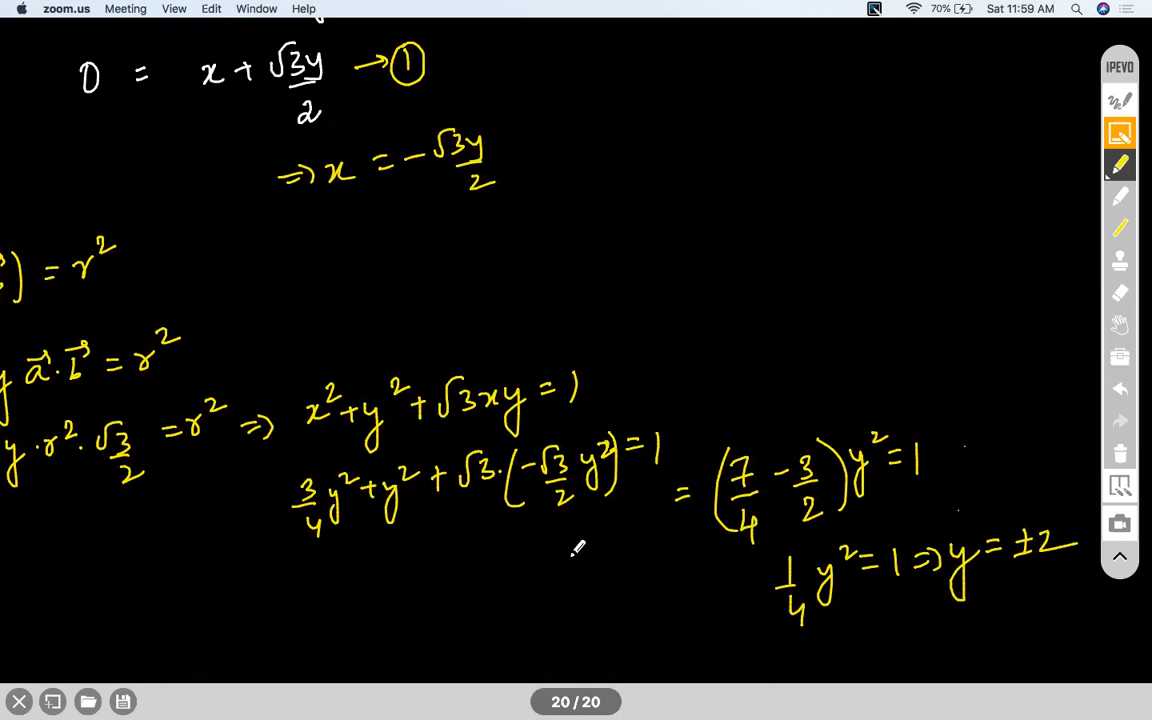 zoom.us Meeting View Edit Window Help 70% Sat 11:59 AM
0 = x + √3y/2 → ①
⇒ x = -√3y/2
) = r²
y a⃗·b⃗ = r²
y·r²·√3/2 = r² ⇒ x² + y² + √3xy = 1
3/4 y² + y² + √3·(-√3/2 y²) = 1 = (7/4 - 3/2)y² = 1
1/4 y² = 1 ⇒ y = ±2
IPEVO
20 / 20